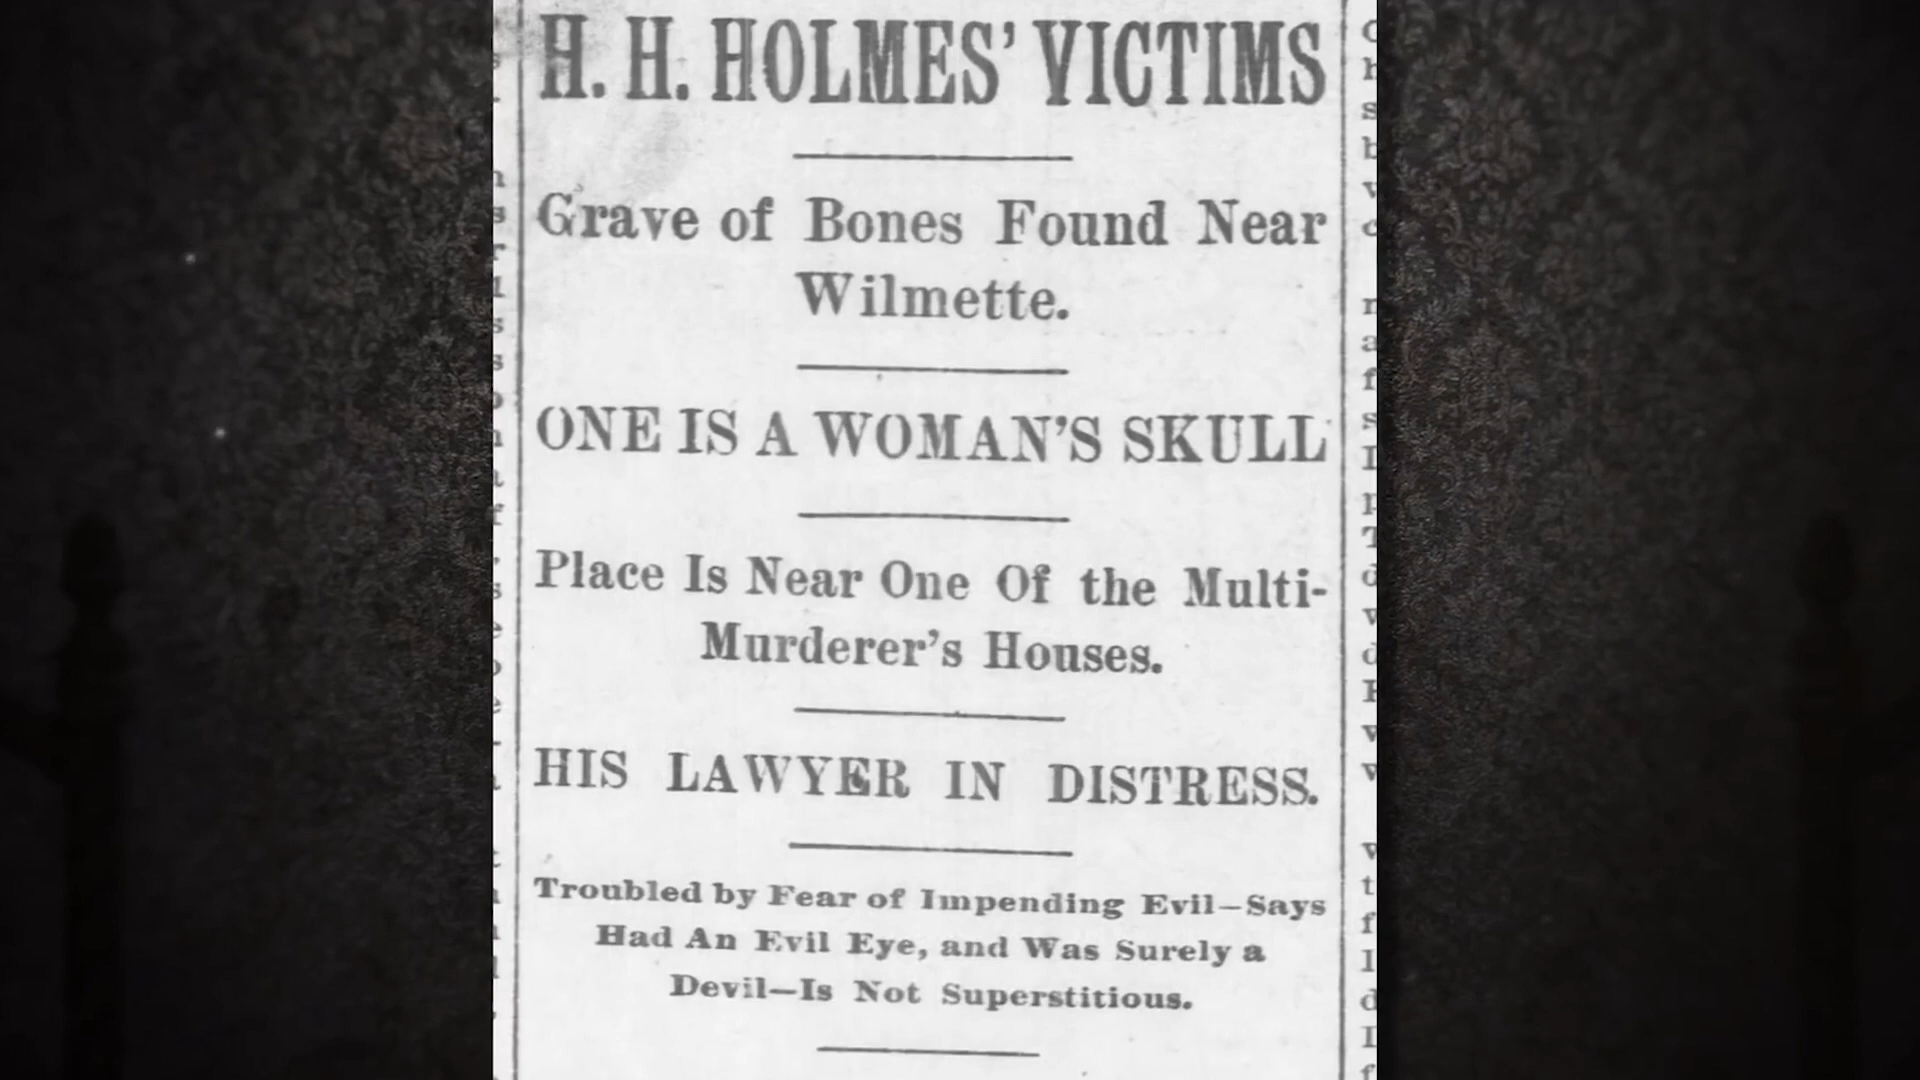 H. H. HOLMES' VICTIMS
Grave of Bones Found Near
Wilmette.
ONE IS A WOMAN'S SKULL
Place Is Near One Of the Multi-
Murderer's Houses.
HIS LAWYER IN DISTRESS.
Troubled by Fear of Impending Evil—Says
Had An Evil Eye, and Was Surely a
Devil—Is Not Superstitious.